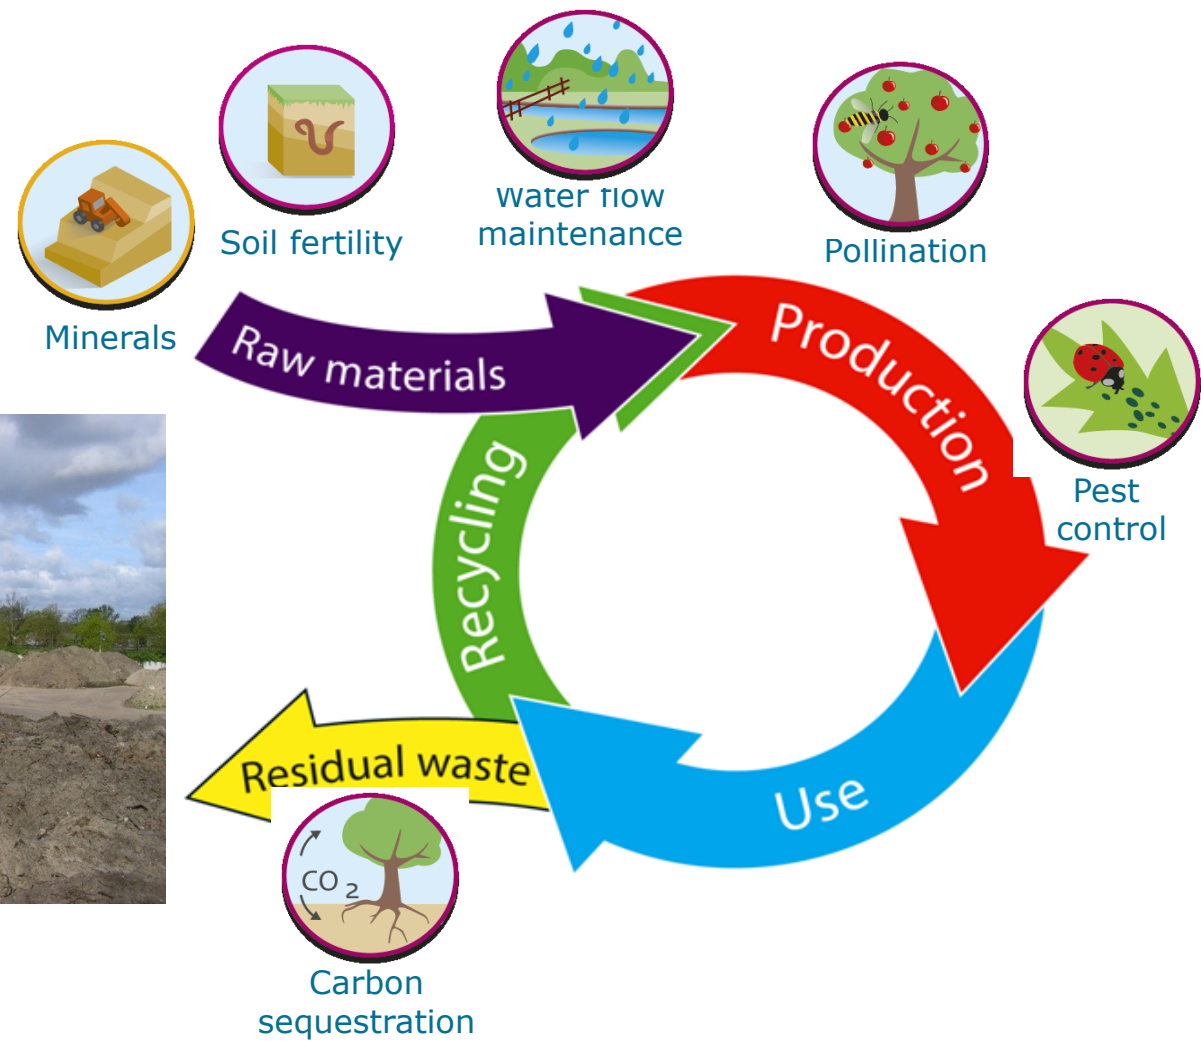 Water flow
maintenance
Soil fertility
Pollination
Minerals
Raw materials
Production
Pest
control
Recycling
Residual waste
Use
CO 2
Carbon
sequestration